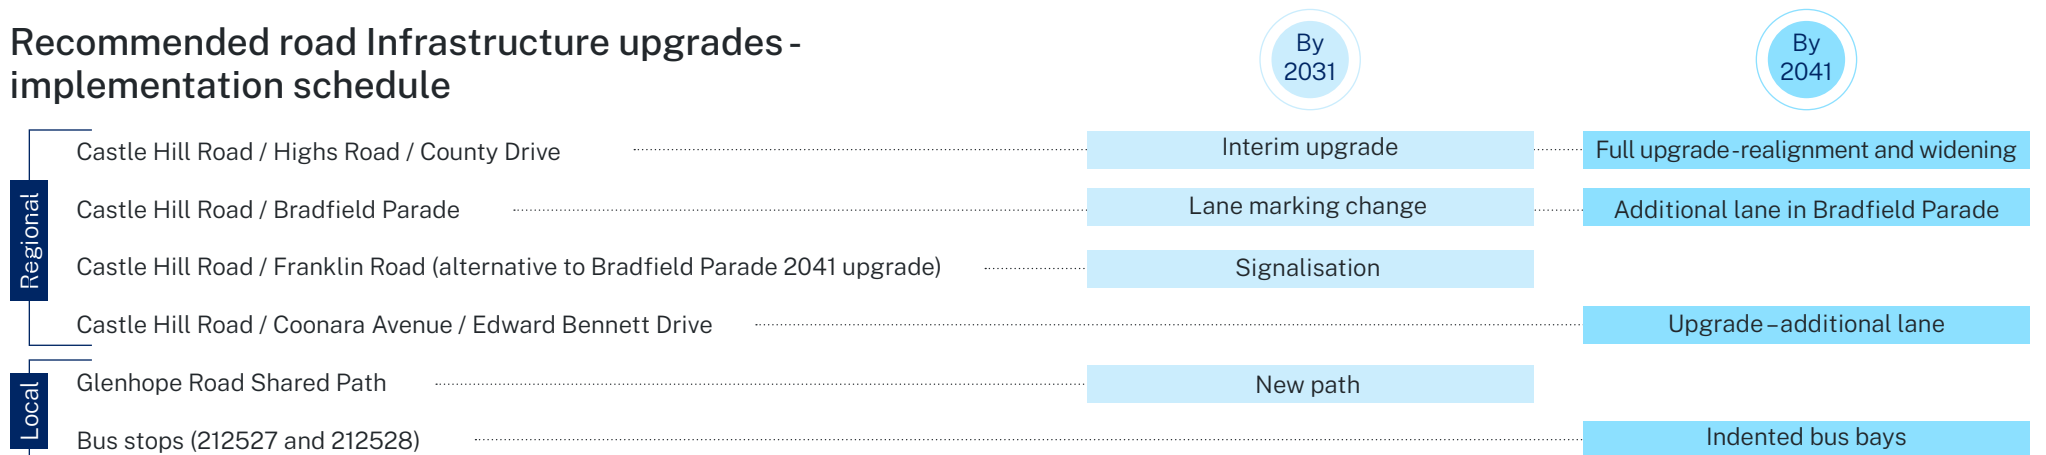 Recommended road Infrastructure upgrades -
implementation schedule
By
2031
By
2041
Regional
Castle Hill Road / Highs Road / County Drive
Interim upgrade
Full upgrade - realignment and widening
Castle Hill Road / Bradfield Parade
Lane marking change
Additional lane in Bradfield Parade
Castle Hill Road / Franklin Road (alternative to Bradfield Parade 2041 upgrade)
Signalisation
Castle Hill Road / Coonara Avenue / Edward Bennett Drive
Upgrade – additional lane
Local
Glenhope Road Shared Path
New path
Bus stops (212527 and 212528)
Indented bus bays